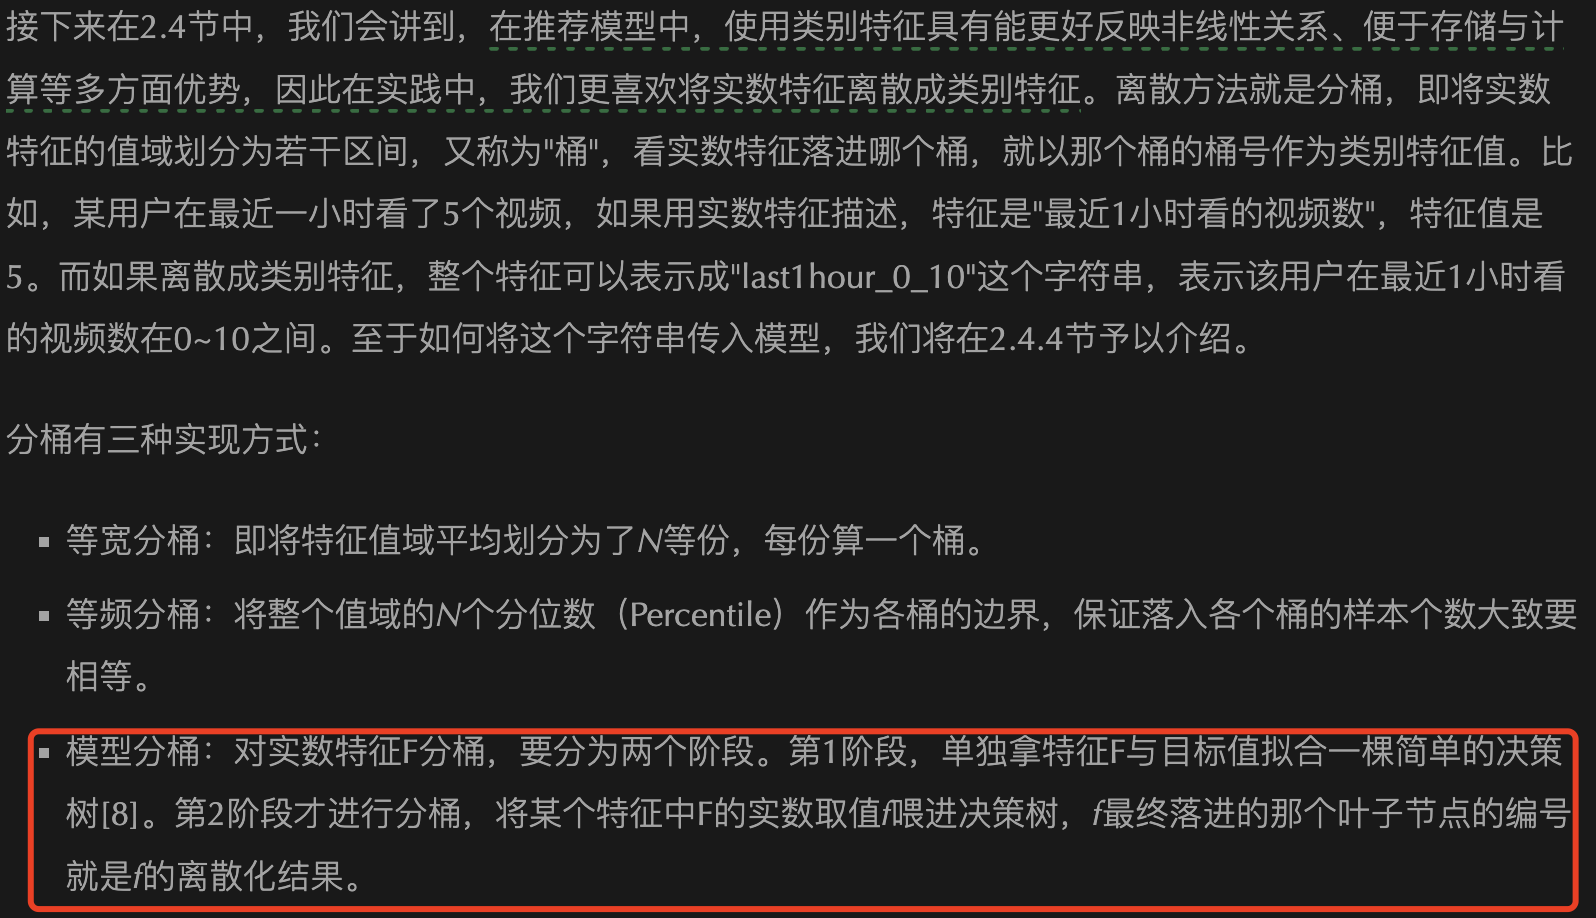 接下来在2.4节中，我们会讲到，在推荐模型中，使用类别特征具有能更好反映非线性关系、便于存储与计
算等多方面优势，因此在实践中，我们更喜欢将实数特征离散成类别特征。离散方法就是分桶，即将实数
特征的值域划分为若干区间，又称为"桶"，看实数特征落进哪个桶，就以那个桶的桶号作为类别特征值。比
如，某用户在最近一小时看了5个视频，如果用实数特征描述，特征是"最近1小时看的视频数"，特征值是
5。而如果离散成类别特征，整个特征可以表示成"last1hour_0_10"这个字符串，表示该用户在最近1小时看
的视频数在0~10之间。至于如何将这个字符串传入模型，我们将在2.4.4节予以介绍。
分桶有三种实现方式：
▪ 等宽分桶：即将特征值域平均划分为了N等份，每份算一个桶。
▪ 等频分桶：将整个值域的N个分位数（Percentile）作为各桶的边界，保证落入各个桶的样本个数大致要
相等。
▪ 模型分桶：对实数特征F分桶，要分为两个阶段。第1阶段，单独拿特征F与目标值拟合一棵简单的决策
树[8]。第2阶段才进行分桶，将某个特征中F的实数取值f喂进决策树，f最终落进的那个叶子节点的编号
就是f的离散化结果。